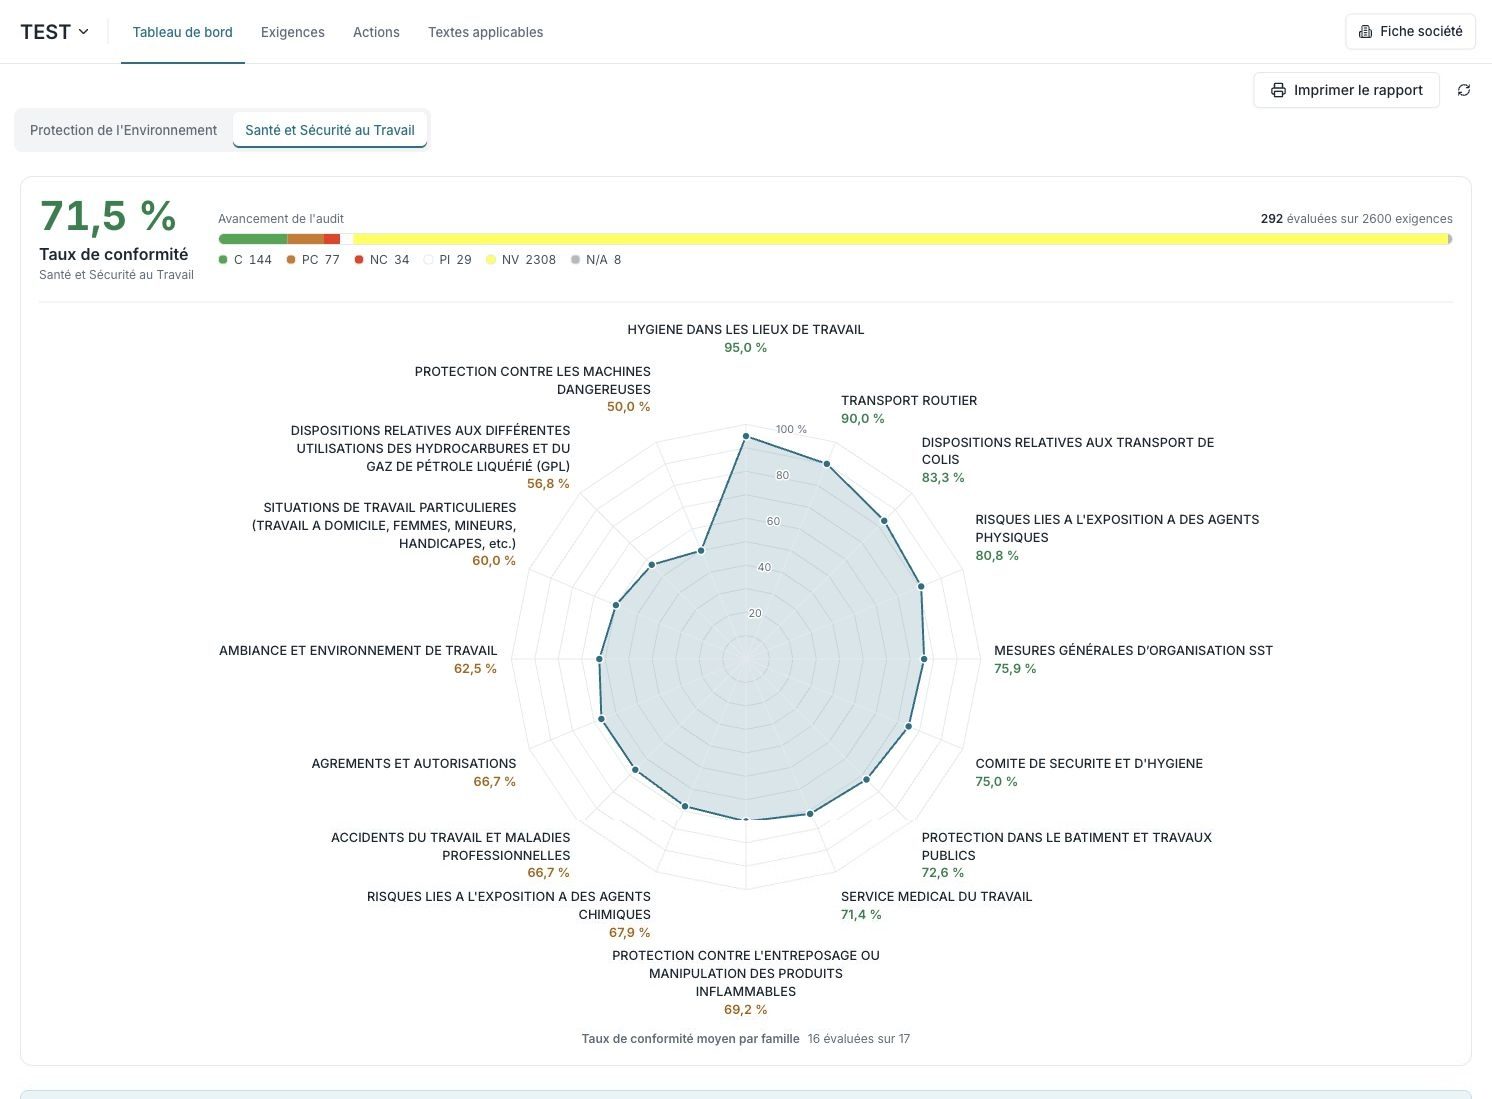 TEST
Tableau de bord
Exigences
Actions
Textes applicables
Fiche société
Imprimer le rapport
Protection de l'Environnement
Santé et Sécurité au Travail
71,5 %
Taux de conformité
Santé et Sécurité au Travail
Avancement de l'audit
292 évaluées sur 2600 exigences
C 144
PC 77
NC 34
PI 29
NV 2308
N/A 8
HYGIENE DANS LES LIEUX DE TRAVAIL
95,0 %
TRANSPORT ROUTIER
90,0 %
DISPOSITIONS RELATIVES AUX TRANSPORT DE
COLIS
83,3 %
RISQUES LIES A L'EXPOSITION A DES AGENTS
PHYSIQUES
80,8 %
MESURES GÉNÉRALES D’ORGANISATION SST
75,9 %
COMITE DE SECURITE ET D'HYGIENE
75,0 %
PROTECTION DANS LE BATIMENT ET TRAVAUX
PUBLICS
72,6 %
SERVICE MEDICAL DU TRAVAIL
71,4 %
PROTECTION CONTRE L'ENTREPOSAGE OU
MANIPULATION DES PRODUITS
INFLAMMABLES
69,2 %
RISQUES LIES A L'EXPOSITION A DES AGENTS
CHIMIQUES
67,9 %
ACCIDENTS DU TRAVAIL ET MALADIES
PROFESSIONNELLES
66,7 %
AGREMENTS ET AUTORISATIONS
66,7 %
AMBIANCE ET ENVIRONNEMENT DE TRAVAIL
62,5 %
SITUATIONS DE TRAVAIL PARTICULIERES
(TRAVAIL A DOMICILE, FEMMES, MINEURS,
HANDICAPES, etc.)
60,0 %
DISPOSITIONS RELATIVES AUX DIFFÉRENTES
UTILISATIONS DES HYDROCARBURES ET DU
GAZ DE PÉTROLE LIQUÉFIÉ (GPL)
56,8 %
PROTECTION CONTRE LES MACHINES
DANGEREUSES
50,0 %
100 %
80
60
40
20
Taux de conformité moyen par famille 16 évaluées sur 17